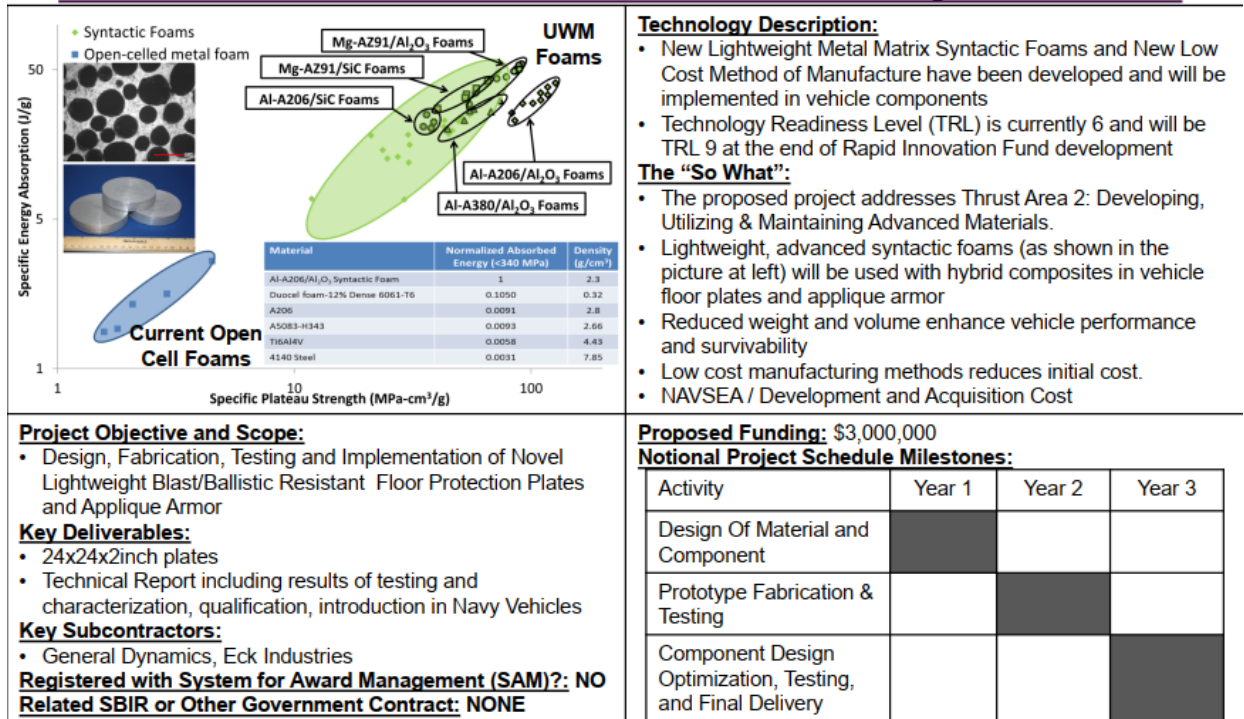 Syntactic Foams
Open-celled metal foam
UWM
Foams
Mg-AZ91/Al₂O₃ Foams
Mg-AZ91/SiC Foams
Al-A206/SiC Foams
Al-A206/Al₂O₃ Foams
Al-A380/Al₂O₃ Foams
50
5
1
Specific Energy Absorption (J/g)
Material Normalized Absorbed Energy (<340 MPa) Density (g/cm³)
Al-A206/Al₂O₃ Syntactic Foam 1 2.3
Duocel foam-12% Dense 6061-T6 0.1050 0.32
A206 0.0091 2.8
A5083-H343 0.0093 2.66
Ti6Al4V 0.0058 4.43
4140 Steel 0.0031 7.85
Current Open
Cell Foams
1 10 100
Specific Plateau Strength (MPa-cm³/g)
Technology Description:
• New Lightweight Metal Matrix Syntactic Foams and New Low
Cost Method of Manufacture have been developed and will be
implemented in vehicle components
• Technology Readiness Level (TRL) is currently 6 and will be
TRL 9 at the end of Rapid Innovation Fund development
The “So What”:
• The proposed project addresses Thrust Area 2: Developing,
Utilizing & Maintaining Advanced Materials.
• Lightweight, advanced syntactic foams (as shown in the
picture at left) will be used with hybrid composites in vehicle
floor plates and applique armor
• Reduced weight and volume enhance vehicle performance
and survivability
• Low cost manufacturing methods reduces initial cost.
• NAVSEA / Development and Acquisition Cost
Project Objective and Scope:
• Design, Fabrication, Testing and Implementation of Novel
Lightweight Blast/Ballistic Resistant Floor Protection Plates
and Applique Armor
Key Deliverables:
• 24x24x2inch plates
• Technical Report including results of testing and
characterization, qualification, introduction in Navy Vehicles
Key Subcontractors:
• General Dynamics, Eck Industries
Registered with System for Award Management (SAM)?: NO
Related SBIR or Other Government Contract: NONE
Proposed Funding: $3,000,000
Notional Project Schedule Milestones:
Activity Year 1 Year 2 Year 3
Design Of Material and
Component
Prototype Fabrication &
Testing
Component Design
Optimization, Testing,
and Final Delivery